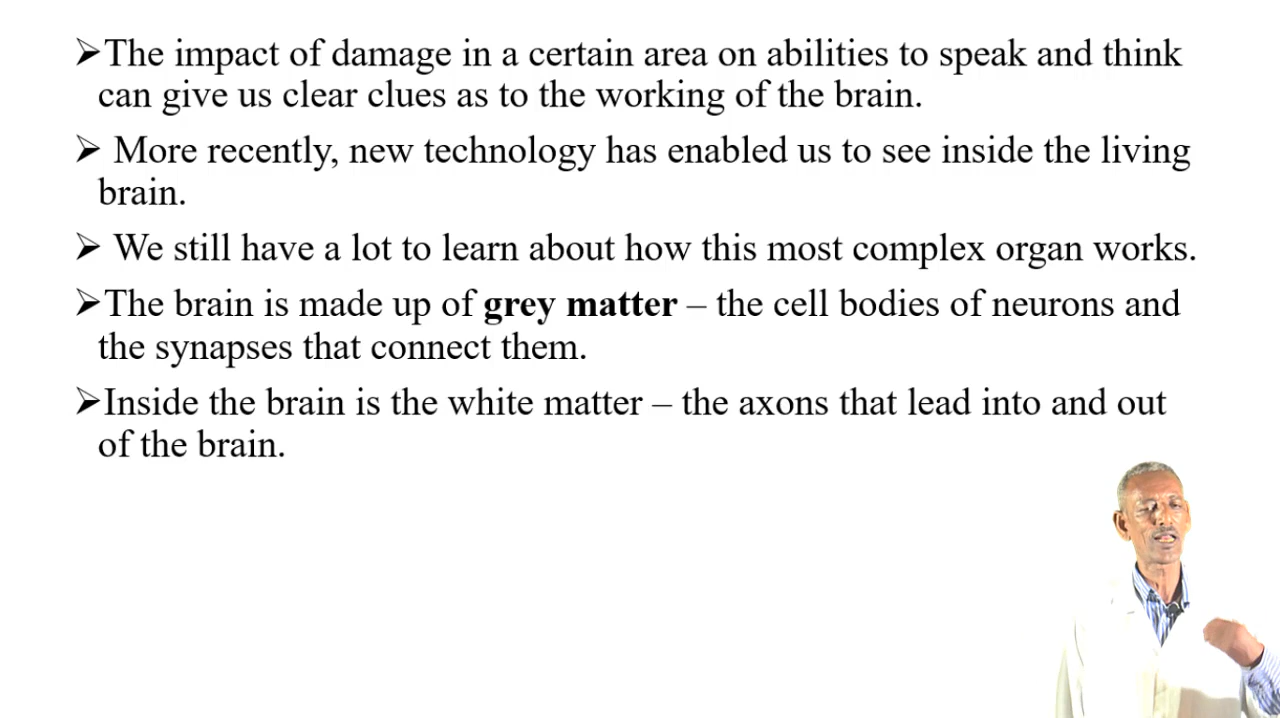 ➤The impact of damage in a certain area on abilities to speak and think
can give us clear clues as to the working of the brain.
➤ More recently, new technology has enabled us to see inside the living
brain.
➤ We still have a lot to learn about how this most complex organ works.
➤The brain is made up of grey matter – the cell bodies of neurons and
the synapses that connect them.
➤Inside the brain is the white matter – the axons that lead into and out
of the brain.